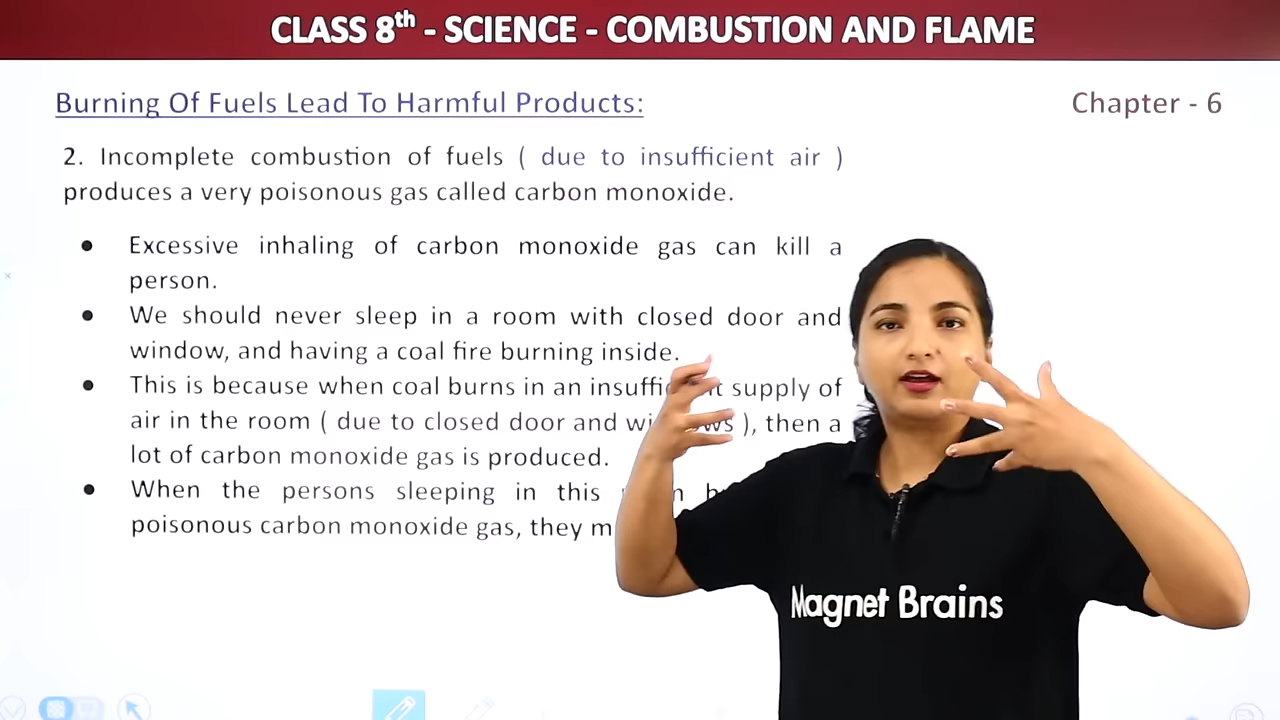 CLASS 8th - SCIENCE - COMBUSTION AND FLAME
Burning Of Fuels Lead To Harmful Products:
Chapter - 6
2. Incomplete combustion of fuels ( due to insufficient air )
produces a very poisonous gas called carbon monoxide.
● Excessive inhaling of carbon monoxide gas can kill a
person.
● We should never sleep in a room with closed door and
window, and having a coal fire burning inside.
● This is because when coal burns in an supply of
air in the room ( due to closed door and ), then a
lot of carbon monoxide gas is produced.
● When the persons sleeping in this
poisonous carbon monoxide gas, they
Magnet Brains